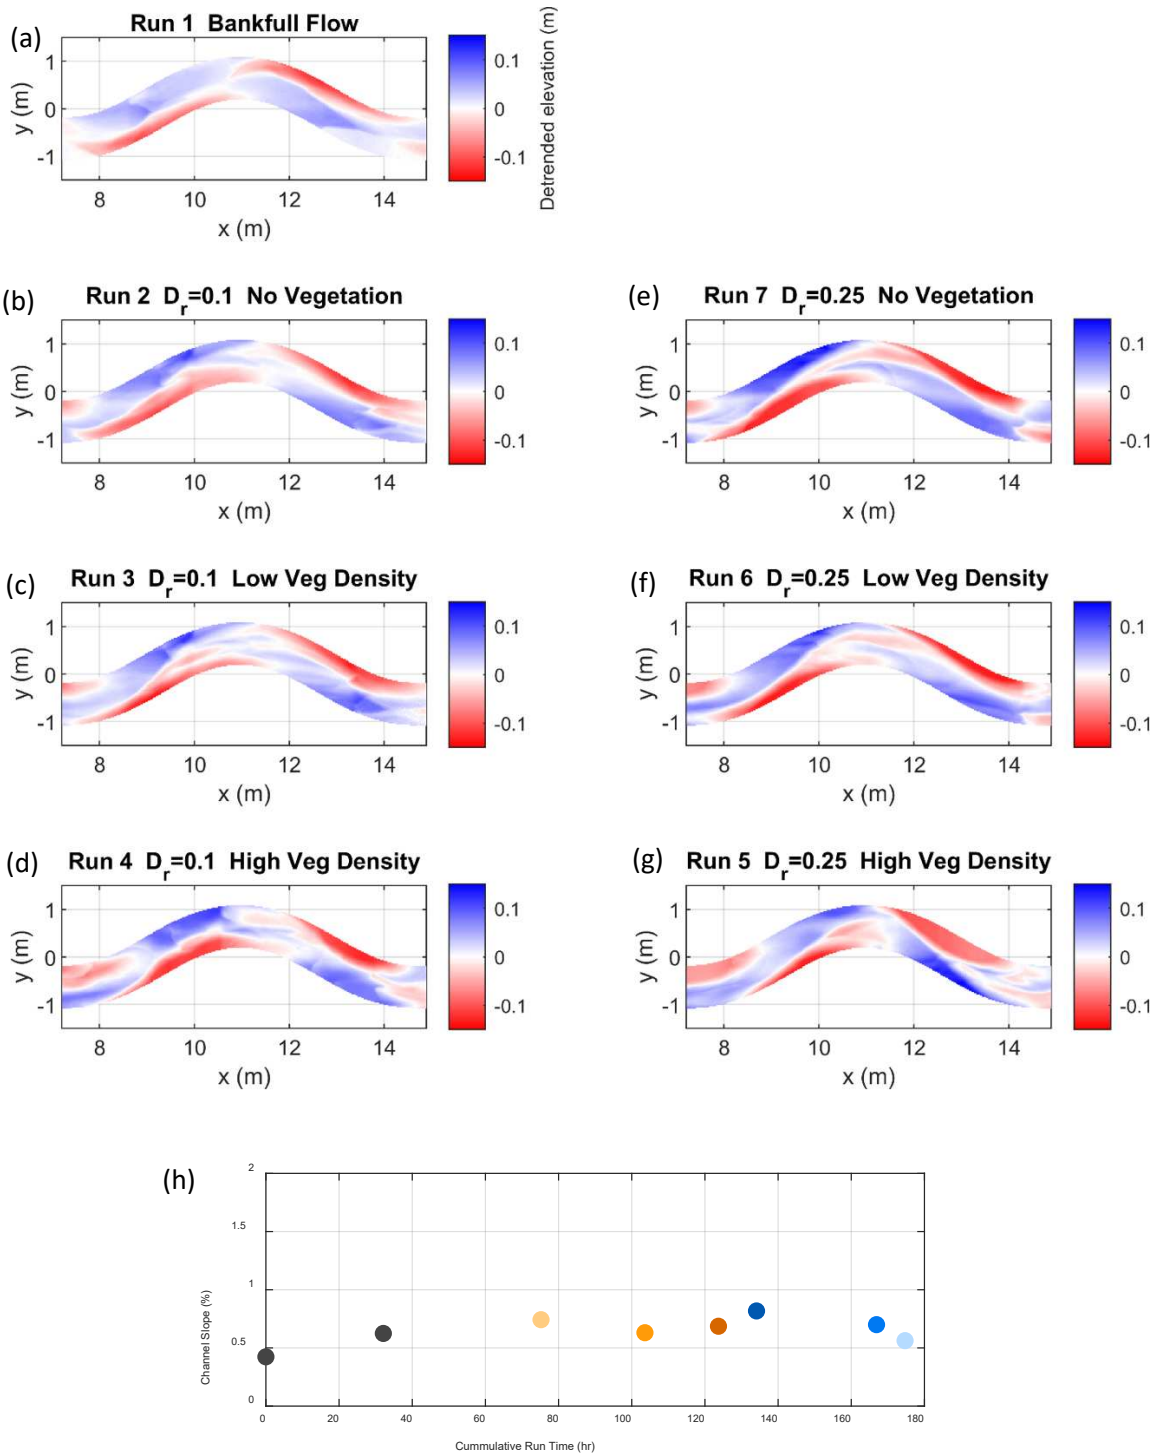 (a)
Run 1 Bankfull Flow
y (m)
1
0
-1
8
10
12
14
x (m)
0.1
0
-0.1
Detrended elevation (m)
(b)
Run 2 Dr=0.1 No Vegetation
y (m)
1
0
-1
8
10
12
14
x (m)
0.1
0
-0.1
(e)
Run 7 Dr=0.25 No Vegetation
y (m)
1
0
-1
8
10
12
14
x (m)
0.1
0
-0.1
(c)
Run 3 Dr=0.1 Low Veg Density
y (m)
1
0
-1
8
10
12
14
x (m)
0.1
0
-0.1
(f)
Run 6 Dr=0.25 Low Veg Density
y (m)
1
0
-1
8
10
12
14
x (m)
0.1
0
-0.1
(d)
Run 4 Dr=0.1 High Veg Density
y (m)
1
0
-1
8
10
12
14
x (m)
0.1
0
-0.1
(g)
Run 5 Dr=0.25 High Veg Density
y (m)
1
0
-1
8
10
12
14
x (m)
0.1
0
-0.1
(h)
Channel Slope (%)
2
1.5
1
0.5
0
0
20
40
60
80
100
120
140
160
180
Cummulative Run Time (hr)